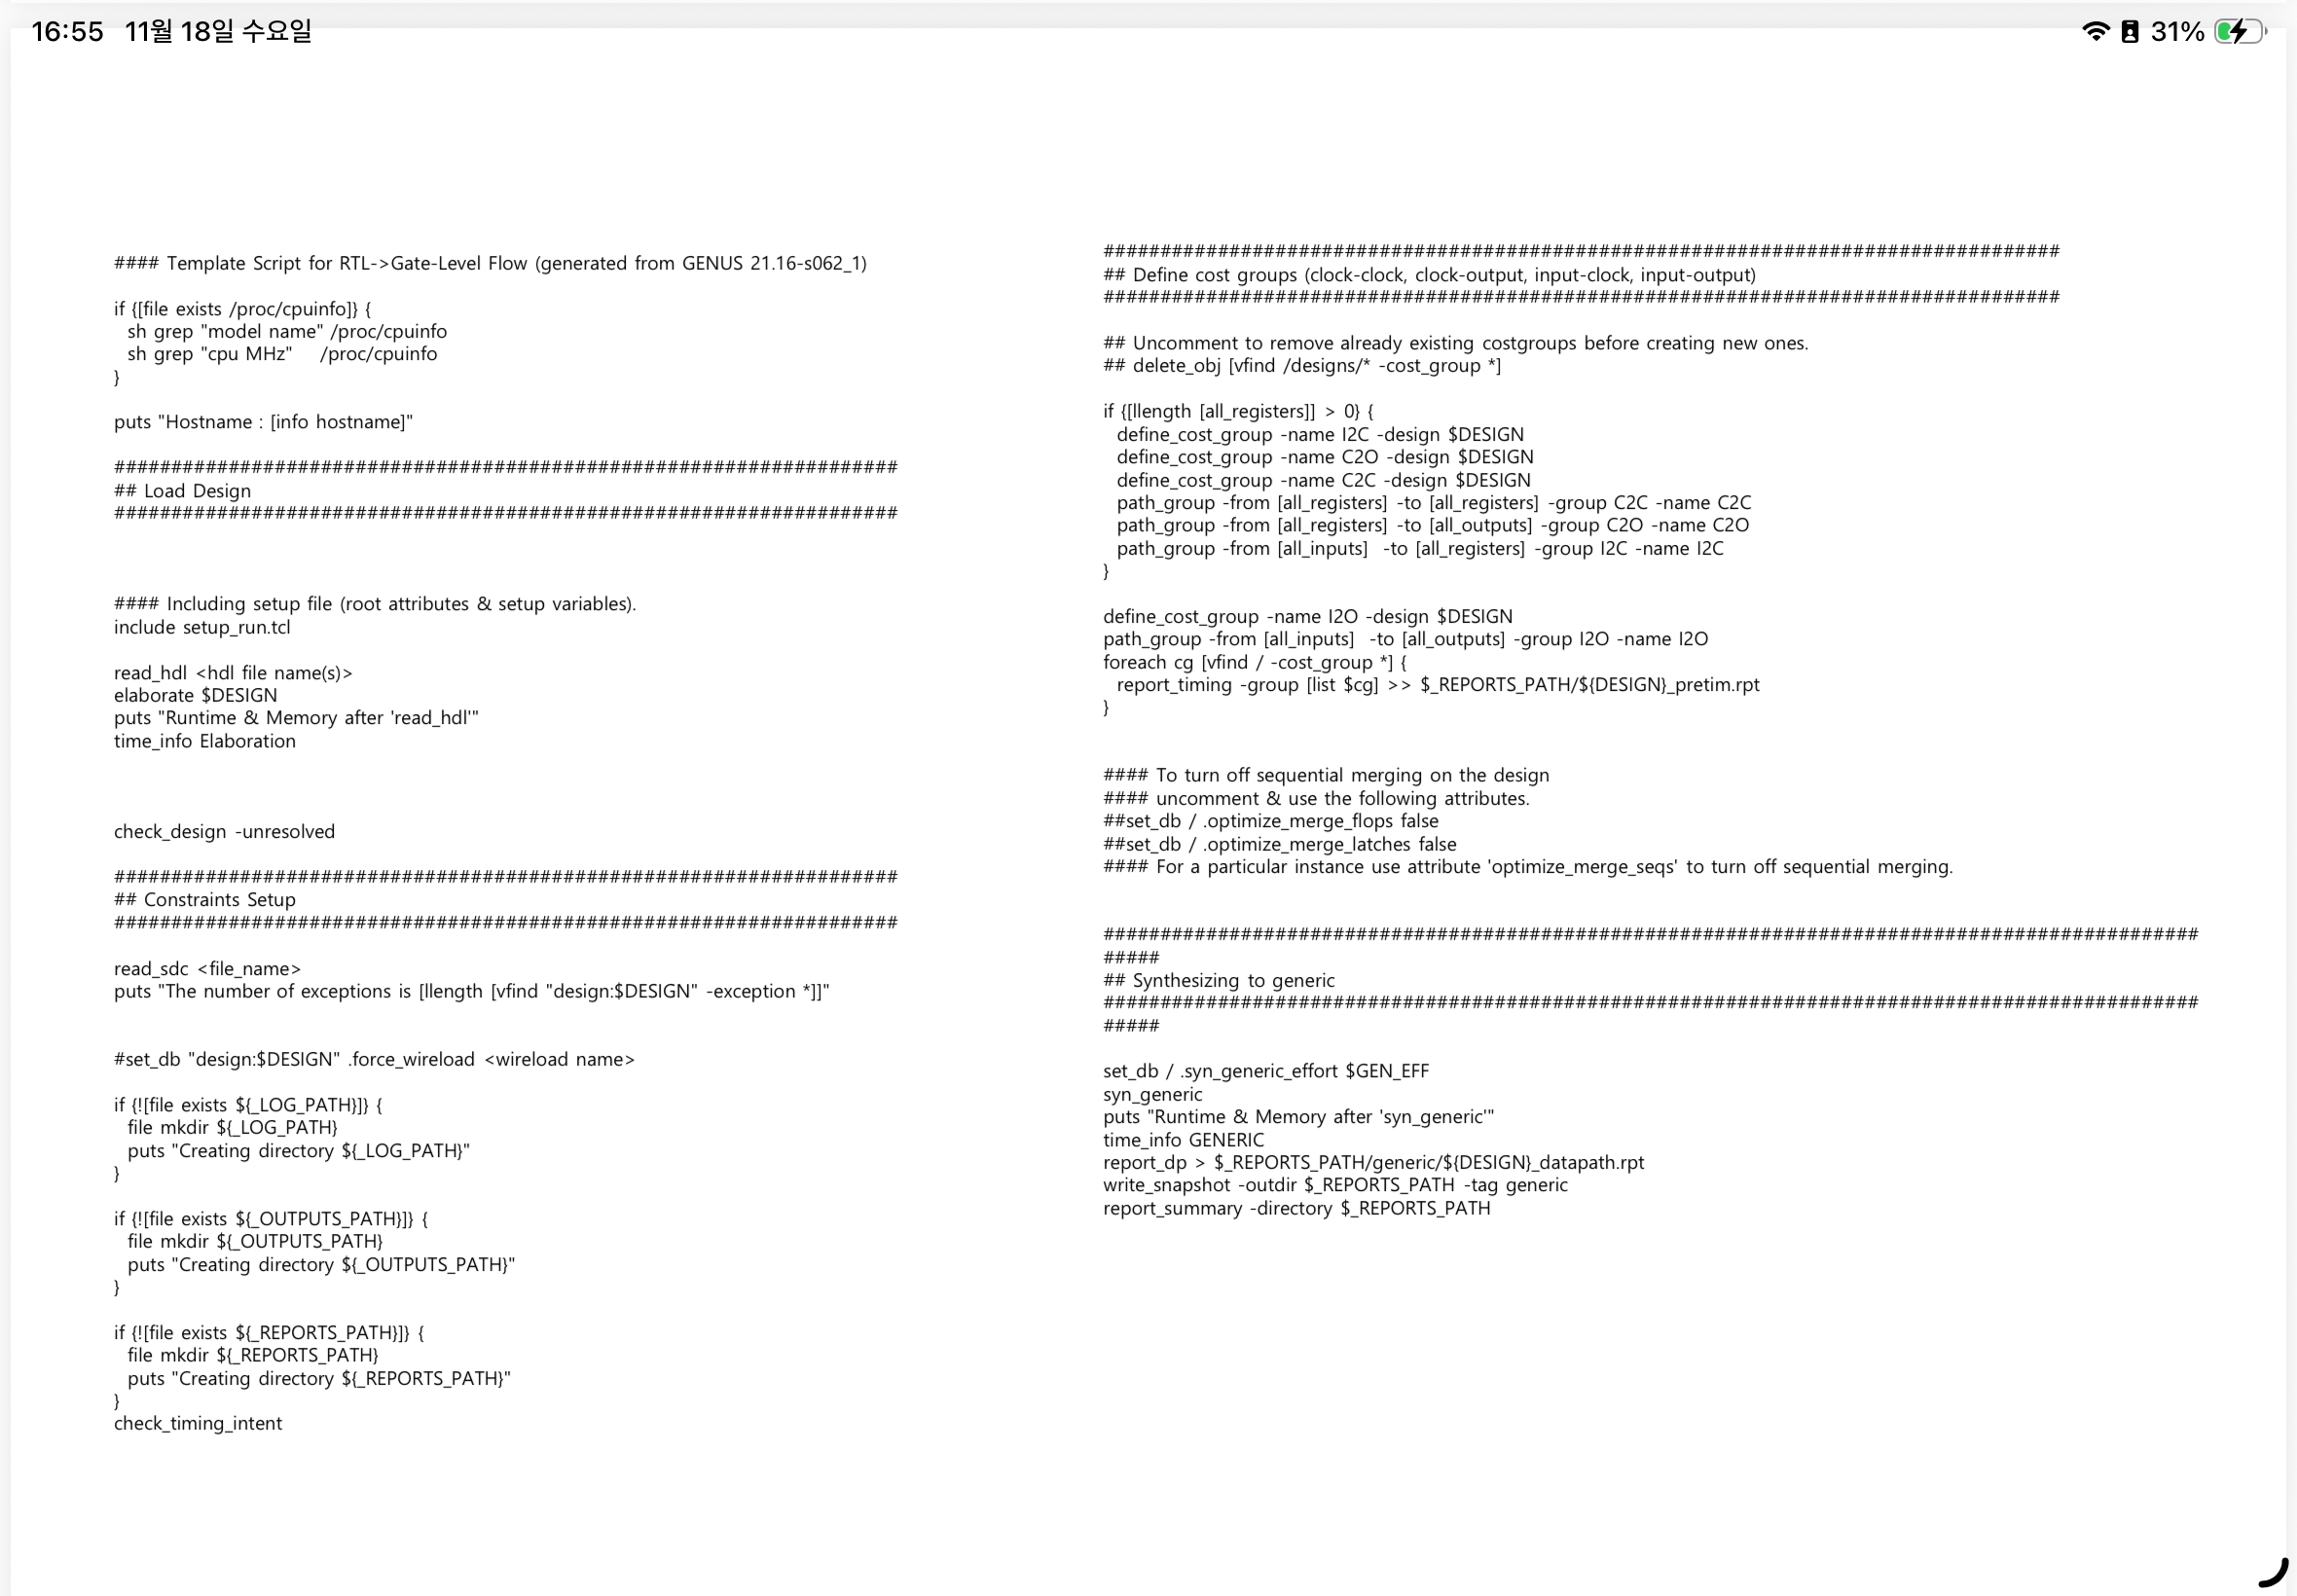 16:55 11월 18일 수요일
31%
#### Template Script for RTL->Gate-Level Flow (generated from GENUS 21.16-s062_1)
if {[file exists /proc/cpuinfo]} {
sh grep "model name" /proc/cpuinfo
sh grep "cpu MHz" /proc/cpuinfo
}
puts "Hostname : [info hostname]"
####################################################################
## Load Design
####################################################################
#### Including setup file (root attributes & setup variables).
include setup_run.tcl
read_hdl <hdl file name(s)>
elaborate $DESIGN
puts "Runtime & Memory after 'read_hdl'"
time_info Elaboration
check_design -unresolved
####################################################################
## Constraints Setup
####################################################################
read_sdc <file_name>
puts "The number of exceptions is [llength [vfind "design:$DESIGN" -exception *]]"
#set_db "design:$DESIGN" .force_wireload <wireload name>
if {![file exists ${_LOG_PATH}]} {
file mkdir ${_LOG_PATH}
puts "Creating directory ${_LOG_PATH}"
}
if {![file exists ${_OUTPUTS_PATH}]} {
file mkdir ${_OUTPUTS_PATH}
puts "Creating directory ${_OUTPUTS_PATH}"
}
if {![file exists ${_REPORTS_PATH}]} {
file mkdir ${_REPORTS_PATH}
puts "Creating directory ${_REPORTS_PATH}"
}
check_timing_intent
###################################################################################
## Define cost groups (clock-clock, clock-output, input-clock, input-output)
###################################################################################
## Uncomment to remove already existing costgroups before creating new ones.
## delete_obj [vfind /designs/* -cost_group *]
if {[llength [all_registers]] > 0} {
define_cost_group -name I2C -design $DESIGN
define_cost_group -name C2O -design $DESIGN
define_cost_group -name C2C -design $DESIGN
path_group -from [all_registers] -to [all_registers] -group C2C -name C2C
path_group -from [all_registers] -to [all_outputs] -group C2O -name C2O
path_group -from [all_inputs] -to [all_registers] -group I2C -name I2C
}
define_cost_group -name I2O -design $DESIGN
path_group -from [all_inputs] -to [all_outputs] -group I2O -name I2O
foreach cg [vfind / -cost_group *] {
report_timing -group [list $cg] >> $_REPORTS_PATH/${DESIGN}_pretim.rpt
}
#### To turn off sequential merging on the design
#### uncomment & use the following attributes.
##set_db / .optimize_merge_flops false
##set_db / .optimize_merge_latches false
#### For a particular instance use attribute 'optimize_merge_seqs' to turn off sequential merging.
###############################################################################################
#####
## Synthesizing to generic
###############################################################################################
#####
set_db / .syn_generic_effort $GEN_EFF
syn_generic
puts "Runtime & Memory after 'syn_generic'"
time_info GENERIC
report_dp > $_REPORTS_PATH/generic/${DESIGN}_datapath.rpt
write_snapshot -outdir $_REPORTS_PATH -tag generic
report_summary -directory $_REPORTS_PATH